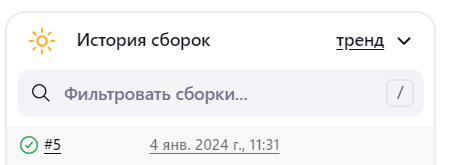 История сборок тренд
Фильтровать сборки... /
#5 4 янв. 2024 г., 11:31